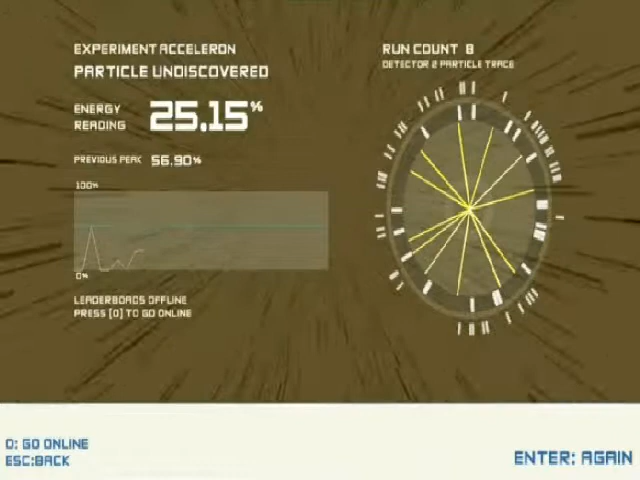 EXPERIMENT ACCELERON
PARTICLE UNDISCOVERED
ENERGY READING 25.15%
PREVIOUS PEAK 56.90%
100%
0%
LEADERBOADS OFFLINE
PRESS [O] TO GO ONLINE
RUN COUNT 8
DETECTOR 2 PARTICLE TRACE
O: GO ONLINE
ESC:BACK
ENTER: AGAIN